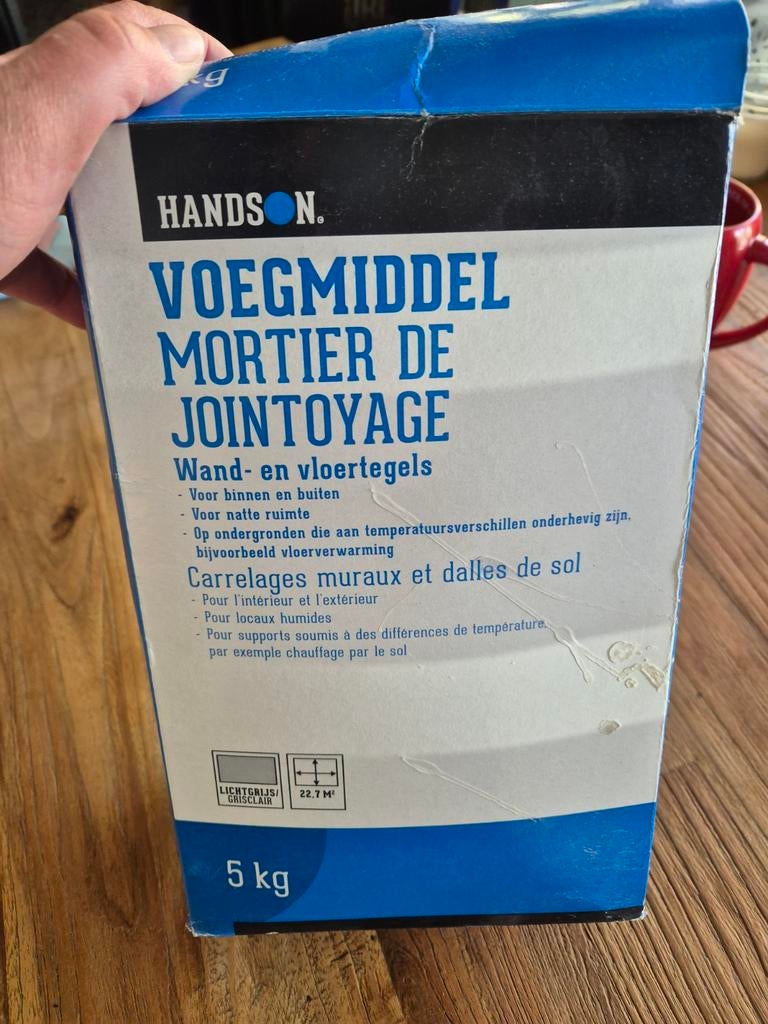 kg
HANDSON
VOEGMIDDEL
MORTIER DE
JOINTOYAGE
Wand- en vloertegels
- Voor binnen en buiten
- Voor natte ruimte
- Op ondergronden die aan temperatuursverschillen onderhevig zijn,
bijvoorbeeld vloerverwarming
Carrelages muraux et dalles de sol
- Pour l'intérieur et l'extérieur
- Pour locaux humides
- Pour supports soumis à des différences de température,
par exemple chauffage par le sol
LICHTGRIJS/
GRISCLAIR
22,7 M²
5 kg